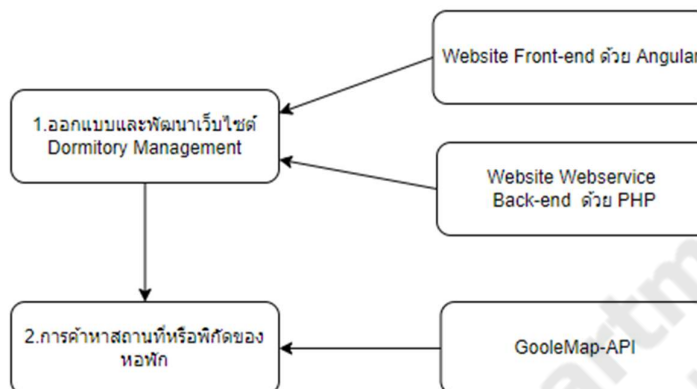 Website Front-end ด้วย Angular
1.ออกแบบและพัฒนาเว็บไซต์
Dormitory Management
Website Webservice
Back-end ด้วย PHP
2.การค้าหาสถานที่หรือพิกัดของ
หอพัก
GooleMap-API